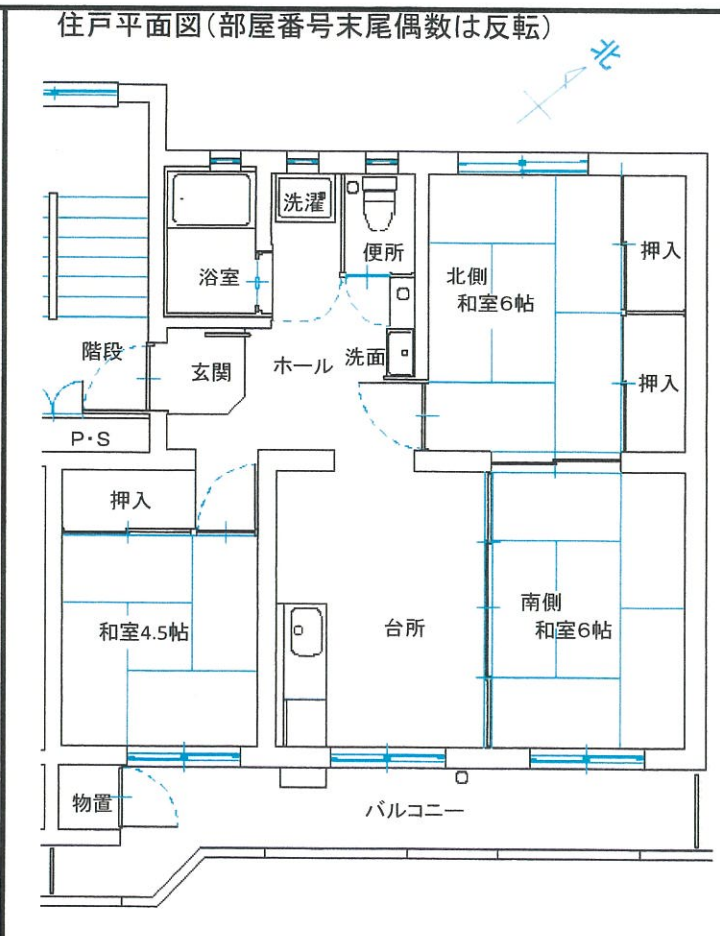 住戸平面図(部屋番号末尾偶数は反転)
北
洗濯
便所
浴室
北側
和室6帖
押入
階段
玄関
ホール
洗面
押入
P・S
押入
和室4.5帖
台所
南側
和室6帖
物置
バルコニー